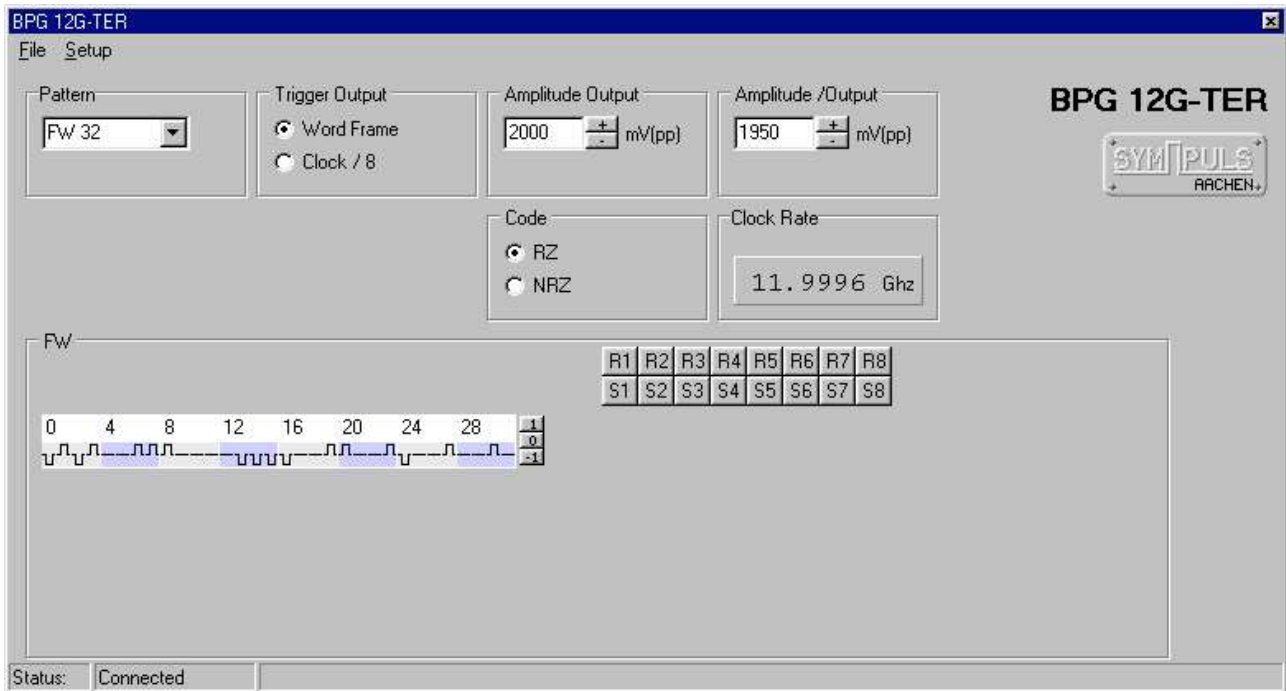 BPG 12G-TER
File Setup
Pattern
FW 32
Trigger Output
Word Frame
Clock / 8
Amplitude Output
2000 + - mV(pp)
Amplitude /Output
1950 + - mV(pp)
BPG 12G-TER
SYMPULS
AACHEN
Code
RZ
NRZ
Clock Rate
11.9996 Ghz
FW
R1 R2 R3 R4 R5 R6 R7 R8
S1 S2 S3 S4 S5 S6 S7 S8
0 4 8 12 16 20 24 28
1
0
-1
Status: Connected